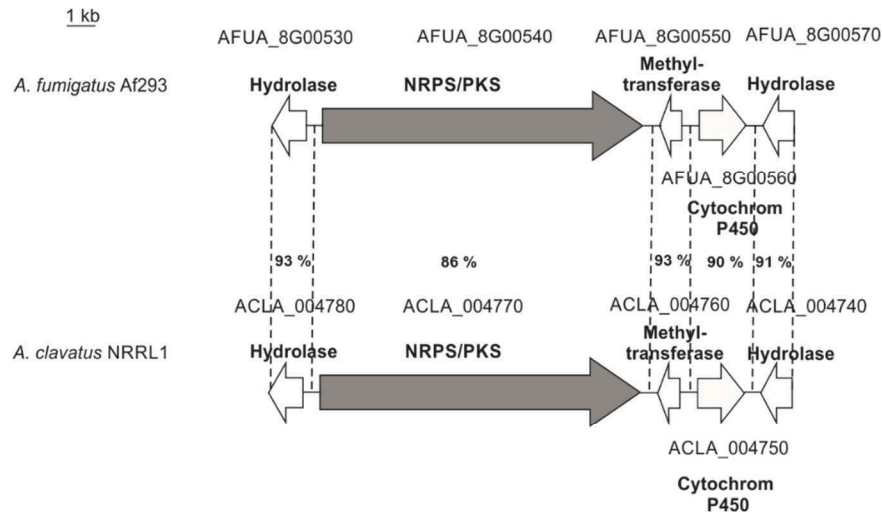 1 kb
AFUA_8G00530 AFUA_8G00540 AFUA_8G00550 AFUA_8G00570
A. fumigatus Af293
Hydrolase NRPS/PKS Methyl-
transferase Hydrolase
AFUA_8G00560
Cytochrom
P450
93 % 86 % 93 % 90 % 91 %
ACLA_004780 ACLA_004770 ACLA_004760 ACLA_004740
A. clavatus NRRL1
Hydrolase NRPS/PKS Methyl-
transferase Hydrolase
ACLA_004750
Cytochrom
P450